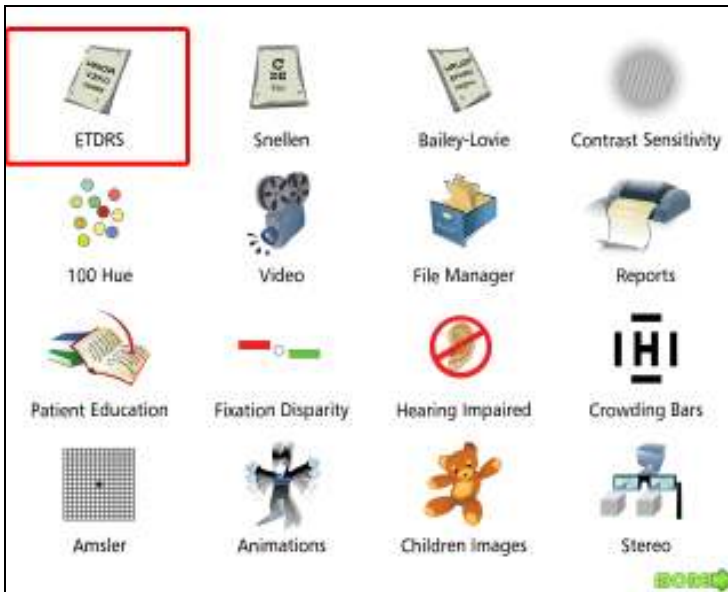 ETDRS Snellen Bailey-Lovie Contrast Sensitivity
100 Hue Video File Manager Reports
H
Patient Education Fixation Disparity Hearing Impaired Crowding Bars
Amsler Animations Children Images Stereo
MORE